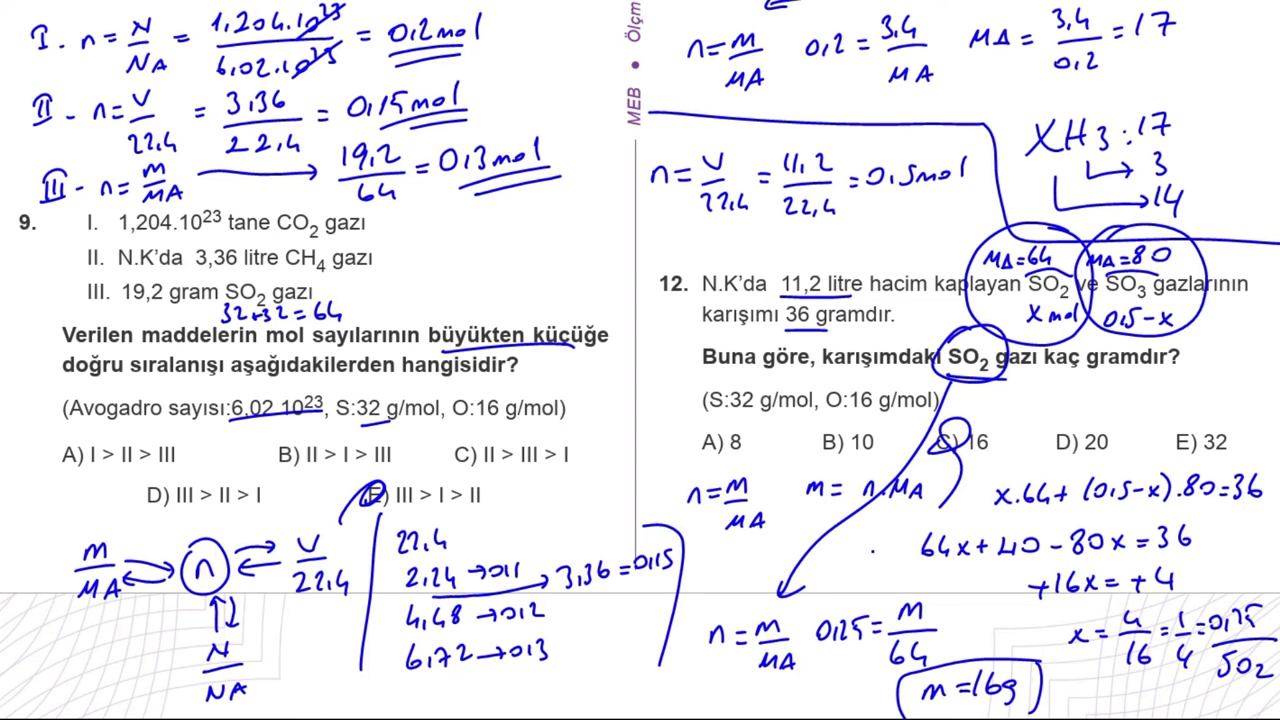 I. n = N/NA = 1,204.10²³/6,02.10²³ = 0,2 mol
II - n = V/22,4 = 3,36/22,4 = 0,15 mol
III - n = m/MA → 19,2/64 = 0,3 mol
9. I. 1,204.10²³ tane CO₂ gazı
II. N.K'da 3,36 litre CH₄ gazı
III. 19,2 gram SO₂ gazı
32+32=64
Verilen maddelerin mol sayılarının büyükten küçüğe
doğru sıralanışı aşağıdakilerden hangisidir?
(Avogadro sayısı:6,02 10²³, S:32 g/mol, O:16 g/mol)
A) I > II > III B) II > I > III C) II > III > I
D) III > II > I E) III > I > II
m/MA ⇄ n ⇄ V/22,4
↑↓
N/NA
22,4
2,24 → 0,1 → 3,36 = 0,15
4,48 → 0,2
6,72 → 0,3
MEB • Ölçm
n = m/MA 0,2 = 3,4/MA MA = 3,4/0,2 = 17
XH3 : 17
→ 3
→ 14
n = V/22,4 = 11,2/22,4 = 0,5 mol
MA = 64 MA = 80
12. N.K'da 11,2 litre hacim kaplayan SO₂ ve SO₃ gazlarının
karışımı 36 gramdır.
x mol 0,5-x
Buna göre, karışımdaki SO₂ gazı kaç gramdır?
(S:32 g/mol, O:16 g/mol)
A) 8 B) 10 C) 16 D) 20 E) 32
n = m/MA m = n.MA x.64 + (0,5-x).80 = 36
64x + 40 - 80x = 36
+16x = +4
x = 4/16 = 1/4 = 0,25
SO₂
n = m/MA 0,25 = m/64
m = 16g